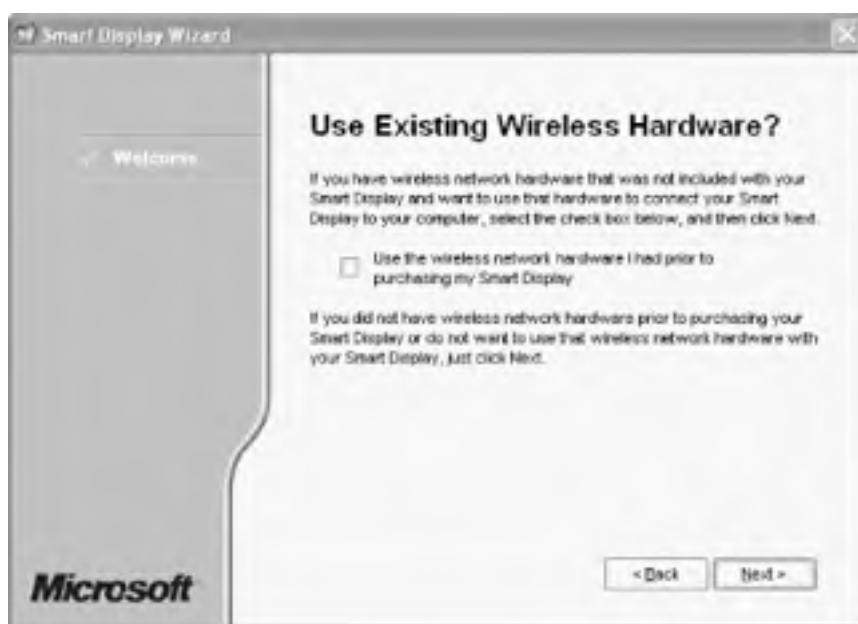 Smart Display Wizard
Welcome
Use Existing Wireless Hardware?
If you have wireless network hardware that was not included with your
Smart Display and want to use that hardware to connect your Smart
Display to your computer, select the check box below, and then click Next.
Use the wireless network hardware I had prior to
purchasing my Smart Display
If you did not have wireless network hardware prior to purchasing your
Smart Display or do not want to use that wireless network hardware with
your Smart Display, just click Next.
Microsoft
< Back
Next >